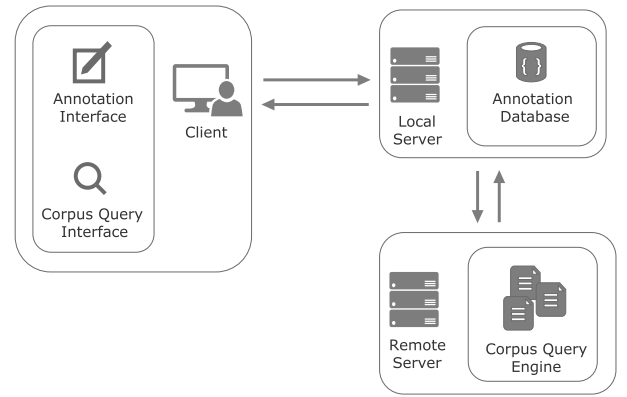 Annotation
Interface
Corpus Query
Interface
Client
Local
Server
Annotation
Database
{ }
Remote
Server
Corpus Query
Engine